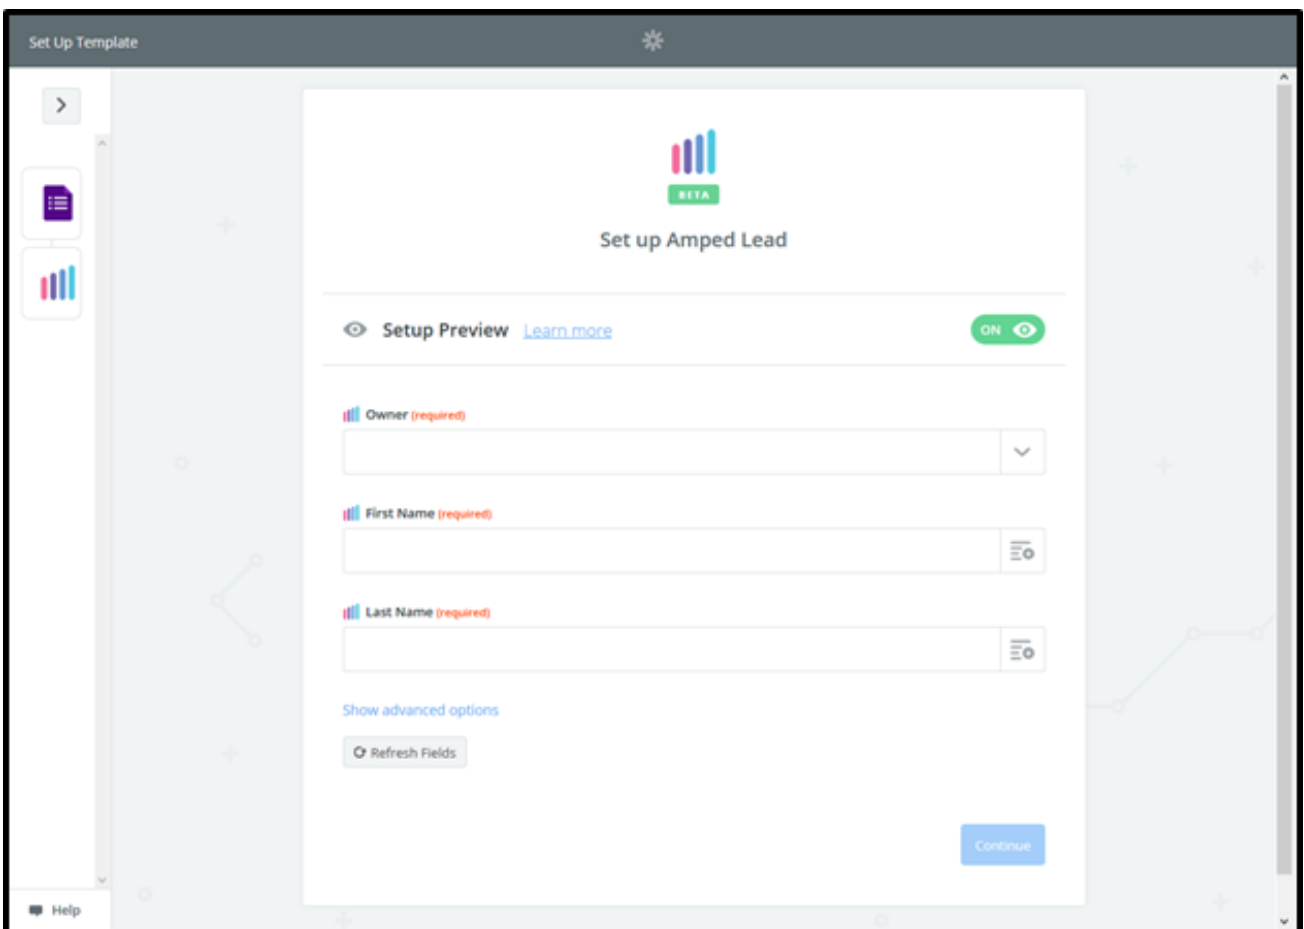 Set Up Template
BETA
Set up Amped Lead
Setup Preview Learn more
ON
Owner (required)
First Name (required)
Last Name (required)
Show advanced options
Refresh Fields
Continue
Help